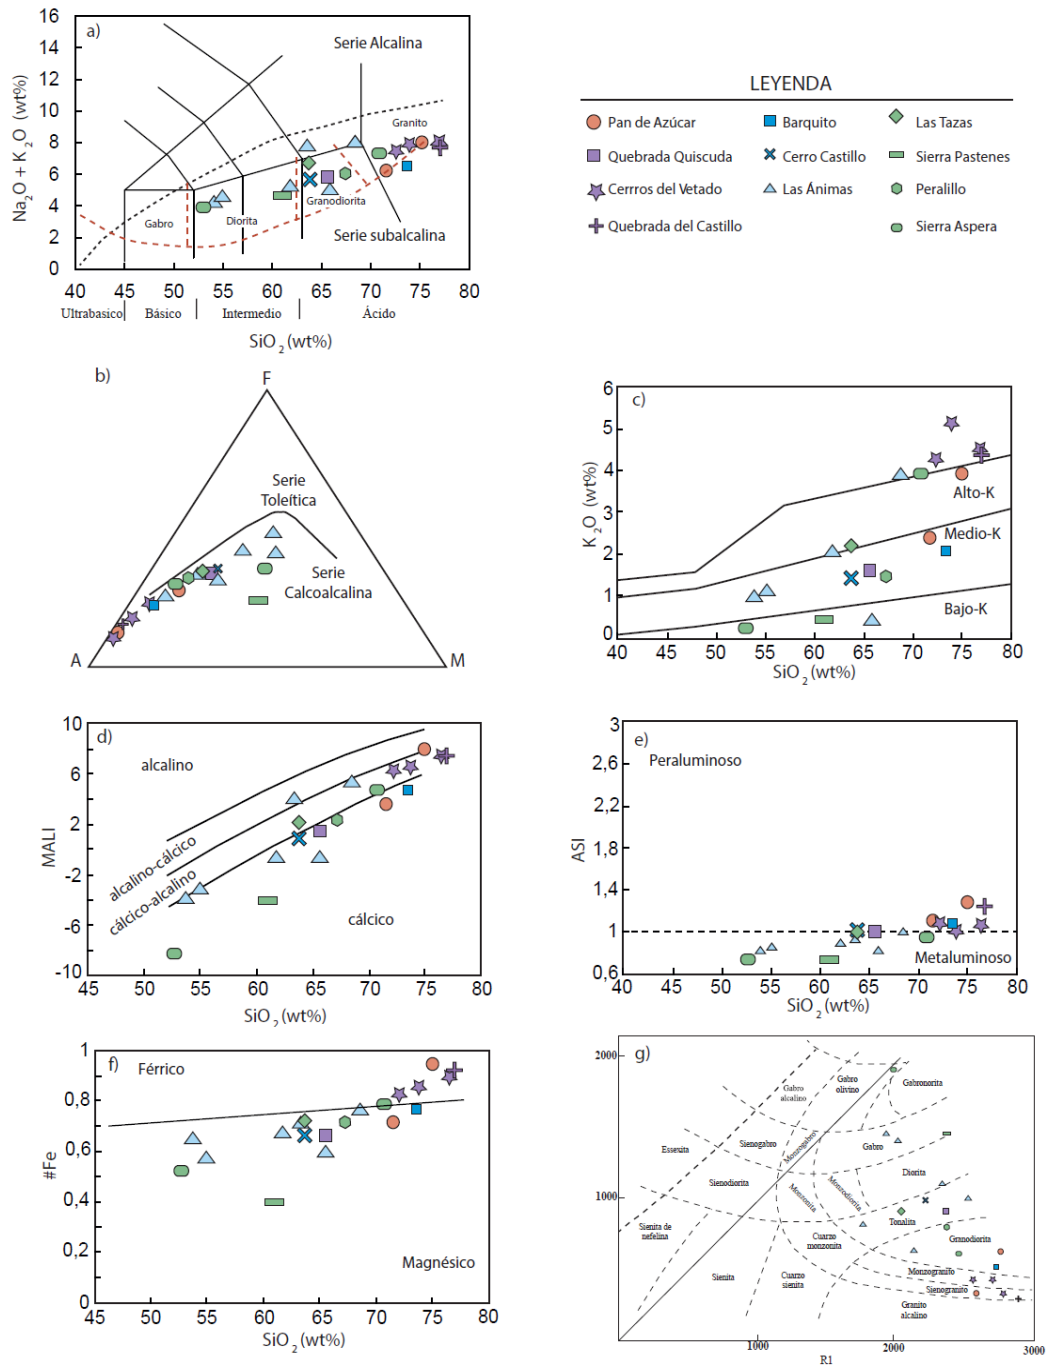 a)
16
14
12
10
8
6
4
2
0
Na2O + K2O (wt%)
Serie Alcalina
Granito
Gabro
Diorita
Granodiorita
Serie subalcalina
40 45 50 55 60 65 70 75 80
Ultrabasico Básico Intermedio Ácido
SiO2 (wt%)
LEYENDA
Pan de Azúcar Barquito Las Tazas
Quebrada Quiscuda Cerro Castillo Sierra Pastenes
Cerrros del Vetado Las Ánimas Peralillo
Quebrada del Castillo Sierra Aspera
b)
F
Serie
Toleítica
Serie
Calcoalcalina
A M
c)
6
5
4
3
2
1
0
K2O (wt%)
Alto-K
Medio-K
Bajo-K
40 45 50 55 60 65 70 75 80
SiO2 (wt%)
d)
10
6
2
-2
-6
-10
MALI
alcalino
alcalino-cálcico
cálcico-alcalino
cálcico
45 50 55 60 65 70 75 80
SiO2 (wt%)
e)
3
2,6
2,2
1,8
1,4
1
0,6
ASI
Peraluminoso
Metaluminoso
40 45 50 55 60 65 70 75 80
SiO2 (wt%)
f)
1
0,8
0,6
0,4
0,2
0
#Fe
Férrico
Magnésico
45 50 55 60 65 70 75 80
SiO2 (wt%)
g)
2000
1000
Gabro
alcalino
Gabro
olivino
Gabronorita
Essexita
Sienogabro
Monzogabro
Gabro
Sienodiorita
Monzonita
Monzodiorita
Diorita
Sienita de
nefelina
Tonalita
Cuarzo
monzonita
Granodiorita
Sienita
Cuarzo
sienita
Monzogranito
Sienogranito
Granito
alcalino
1000 2000 3000
R1